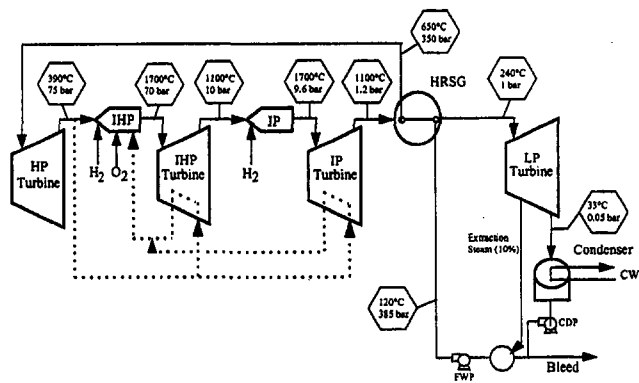 650°C
350 bar
390°C
75 bar
1700°C
70 bar
1100°C
10 bar
1700°C
9.6 bar
1100°C
1.2 bar
HRSG
240°C
1 bar
IHP
IP
HP
Turbine
H2
O2
IHP
Turbine
H2
IP
Turbine
LP
Turbine
33°C
0.05 bar
Extraction
Steam (10%)
Condenser
CW
120°C
385 bar
CDP
FWP
Bleed